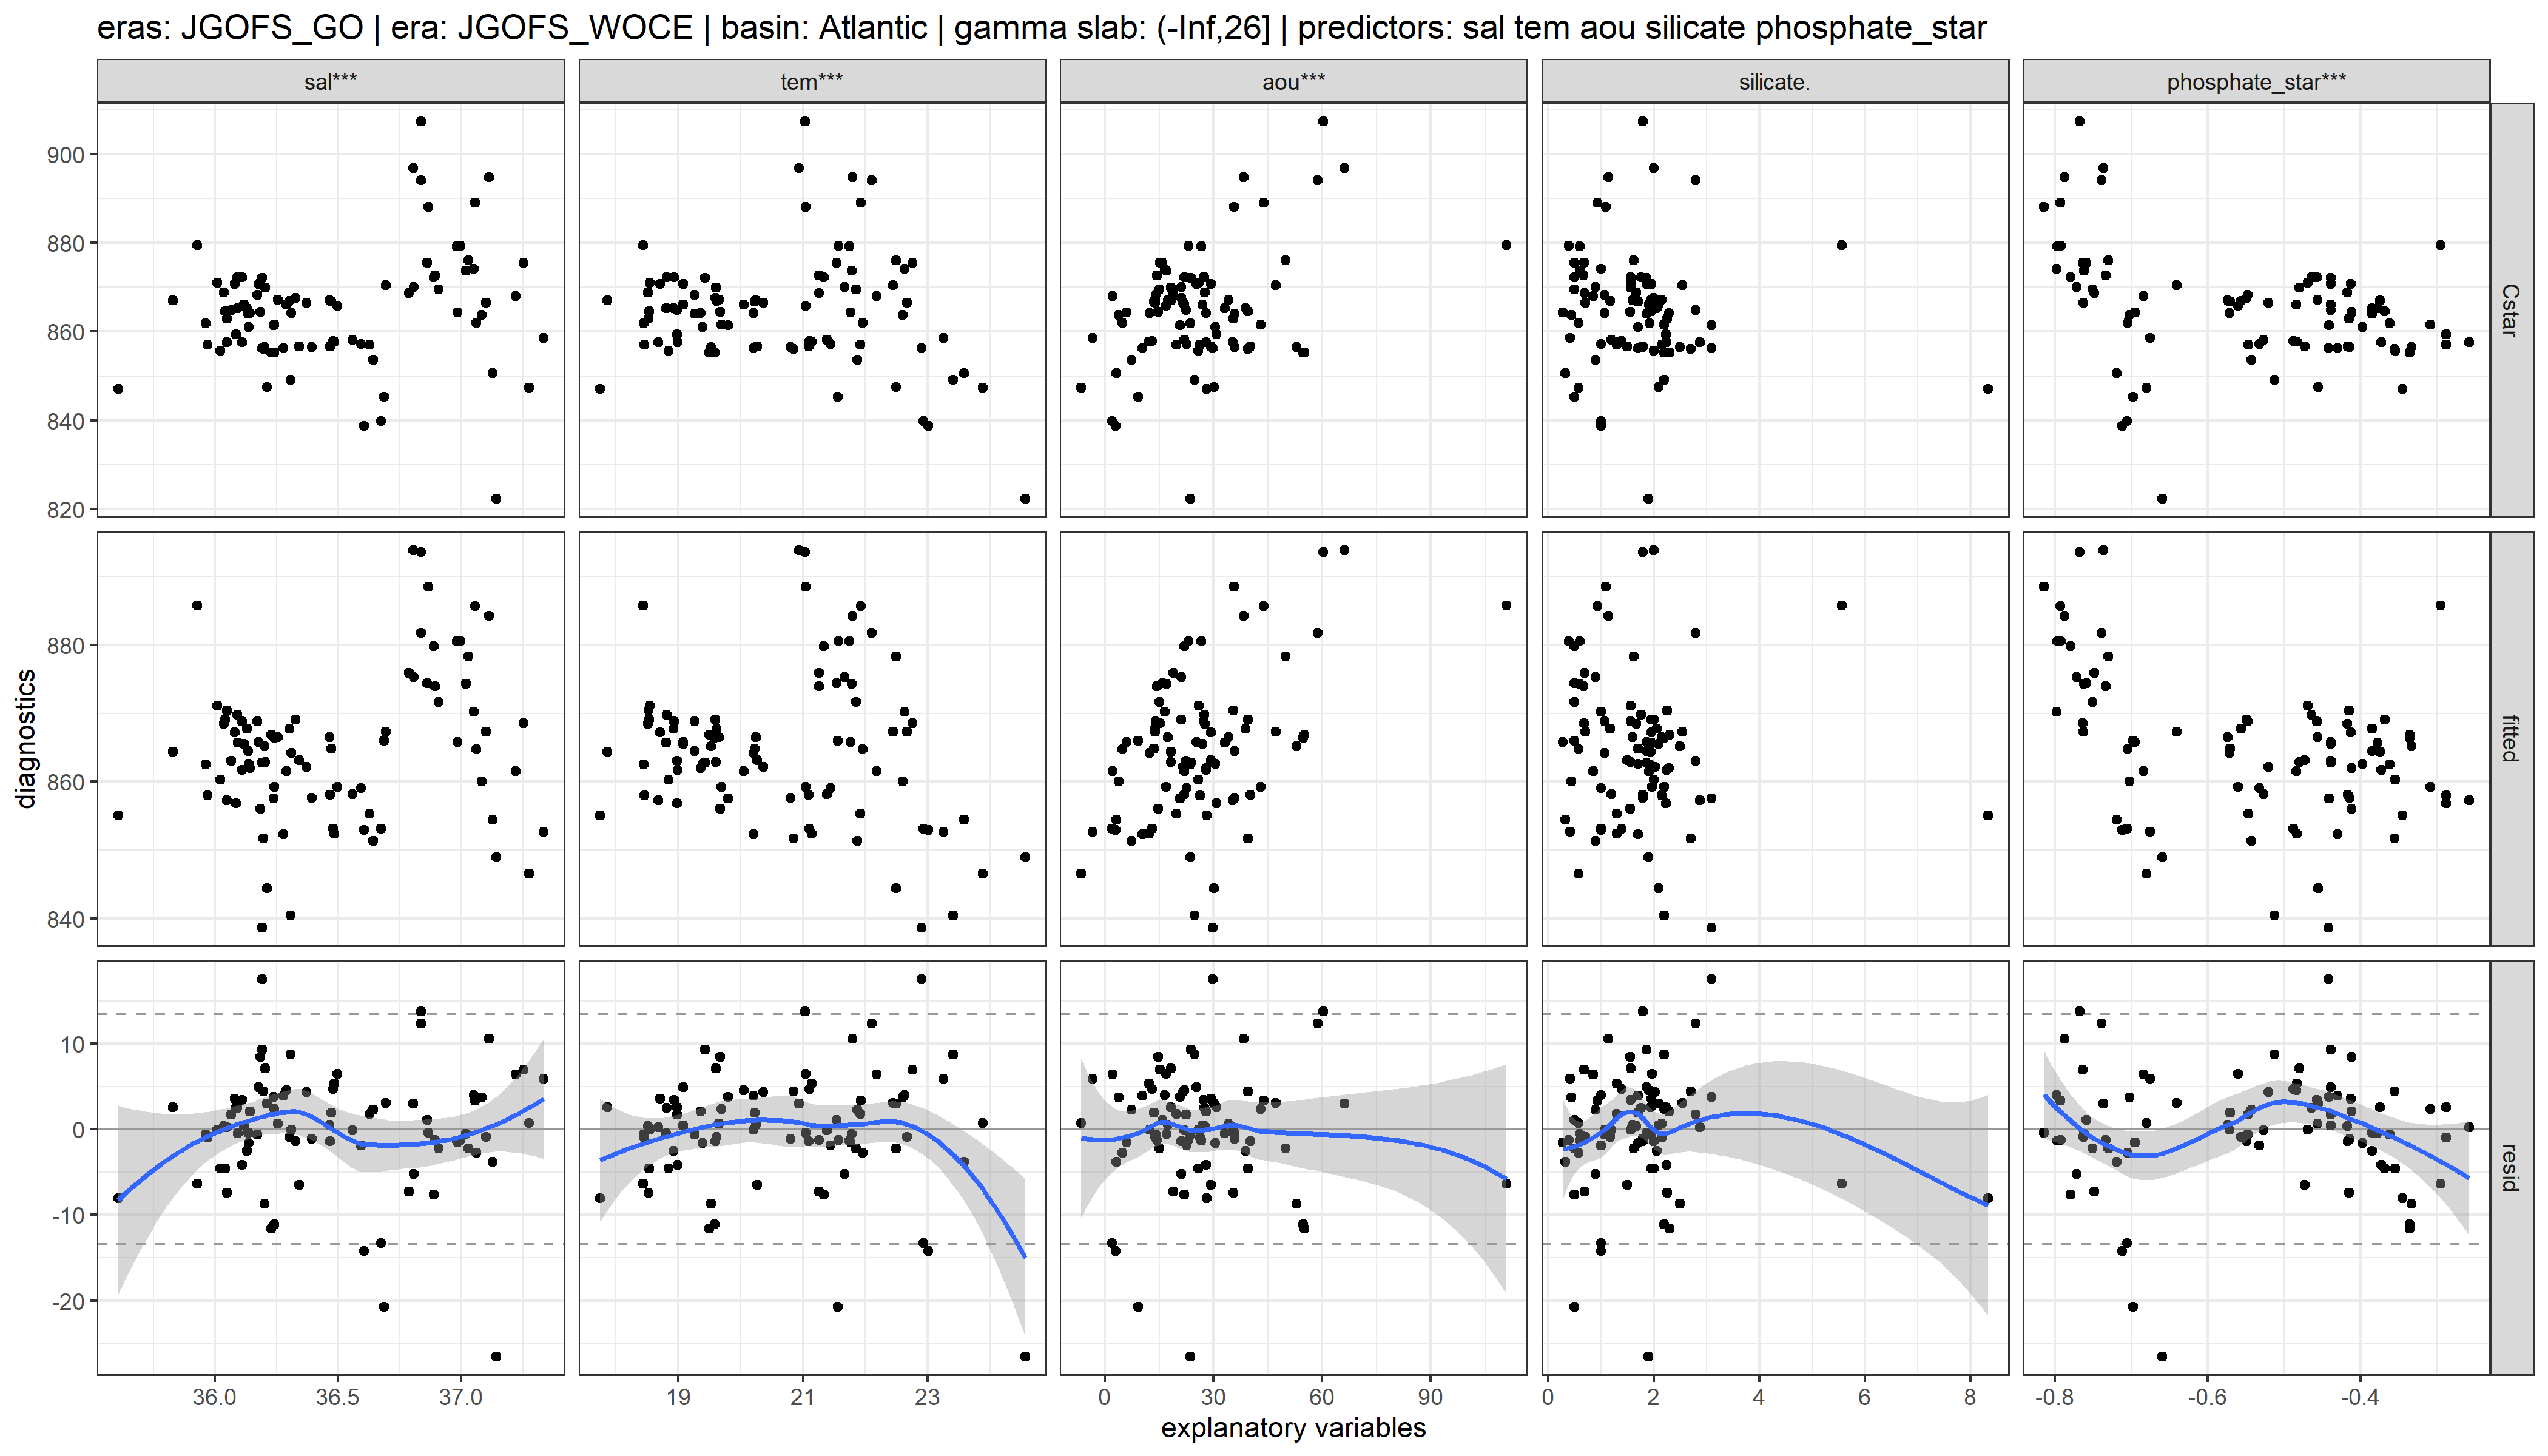 eras: JGOFS_GO | era: JGOFS_WOCE | basin: Atlantic | gamma slab: (-Inf,26] | predictors: sal tem aou silicate phosphate_star
sal*** tem*** aou*** silicate. phosphate_star***
900
880
860
840
820
Cstar
880
860
840
fitted
diagnostics
10
0
-10
-20
resid
36.0 36.5 37.0 19 21 23 0 30 60 90 0 2 4 6 8 -0.8 -0.6 -0.4
explanatory variables